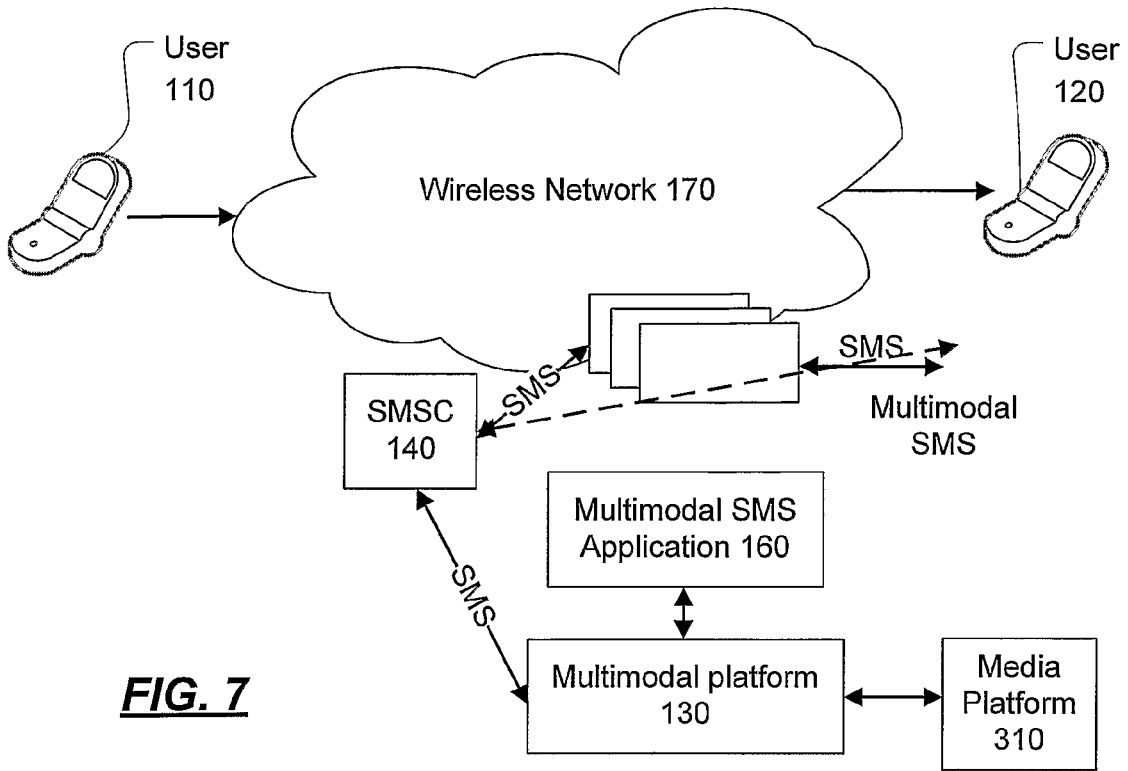 User
110
User
120
Wireless Network 170
SMS
SMS
Multimodal
SMS
SMSC
140
SMS
Multimodal SMS
Application 160
Multimodal platform
130
Media
Platform
310
FIG. 7